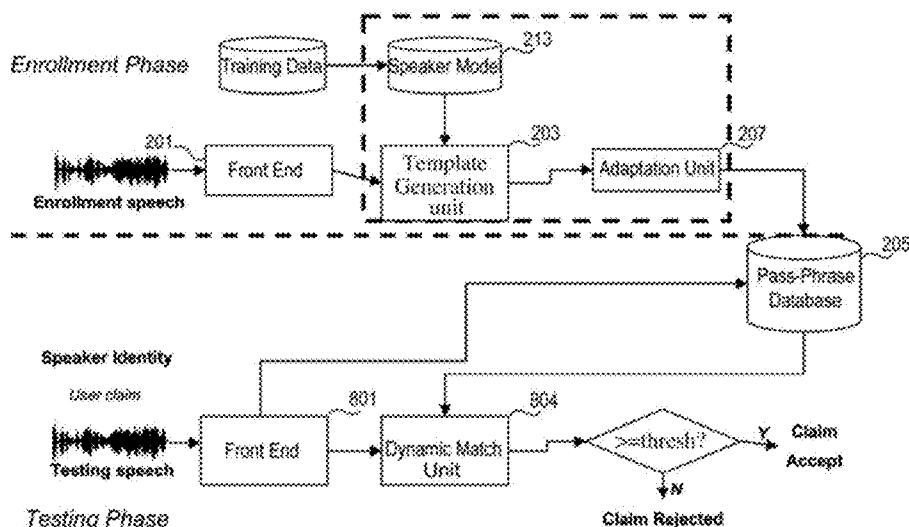 213
Enrollment Phase
Training Data
Speaker Model
201
203
207
Front End
Template
Generation
unit
Adaptation Unit
Enrollment speech
205
Pass-Phrase
Database
Speaker Identity
User claim
801
804
Front End
Dynamic Match
Unit
>=thresh?
Y
Claim
Accept
Testing speech
N
Testing Phase
Claim Rejected